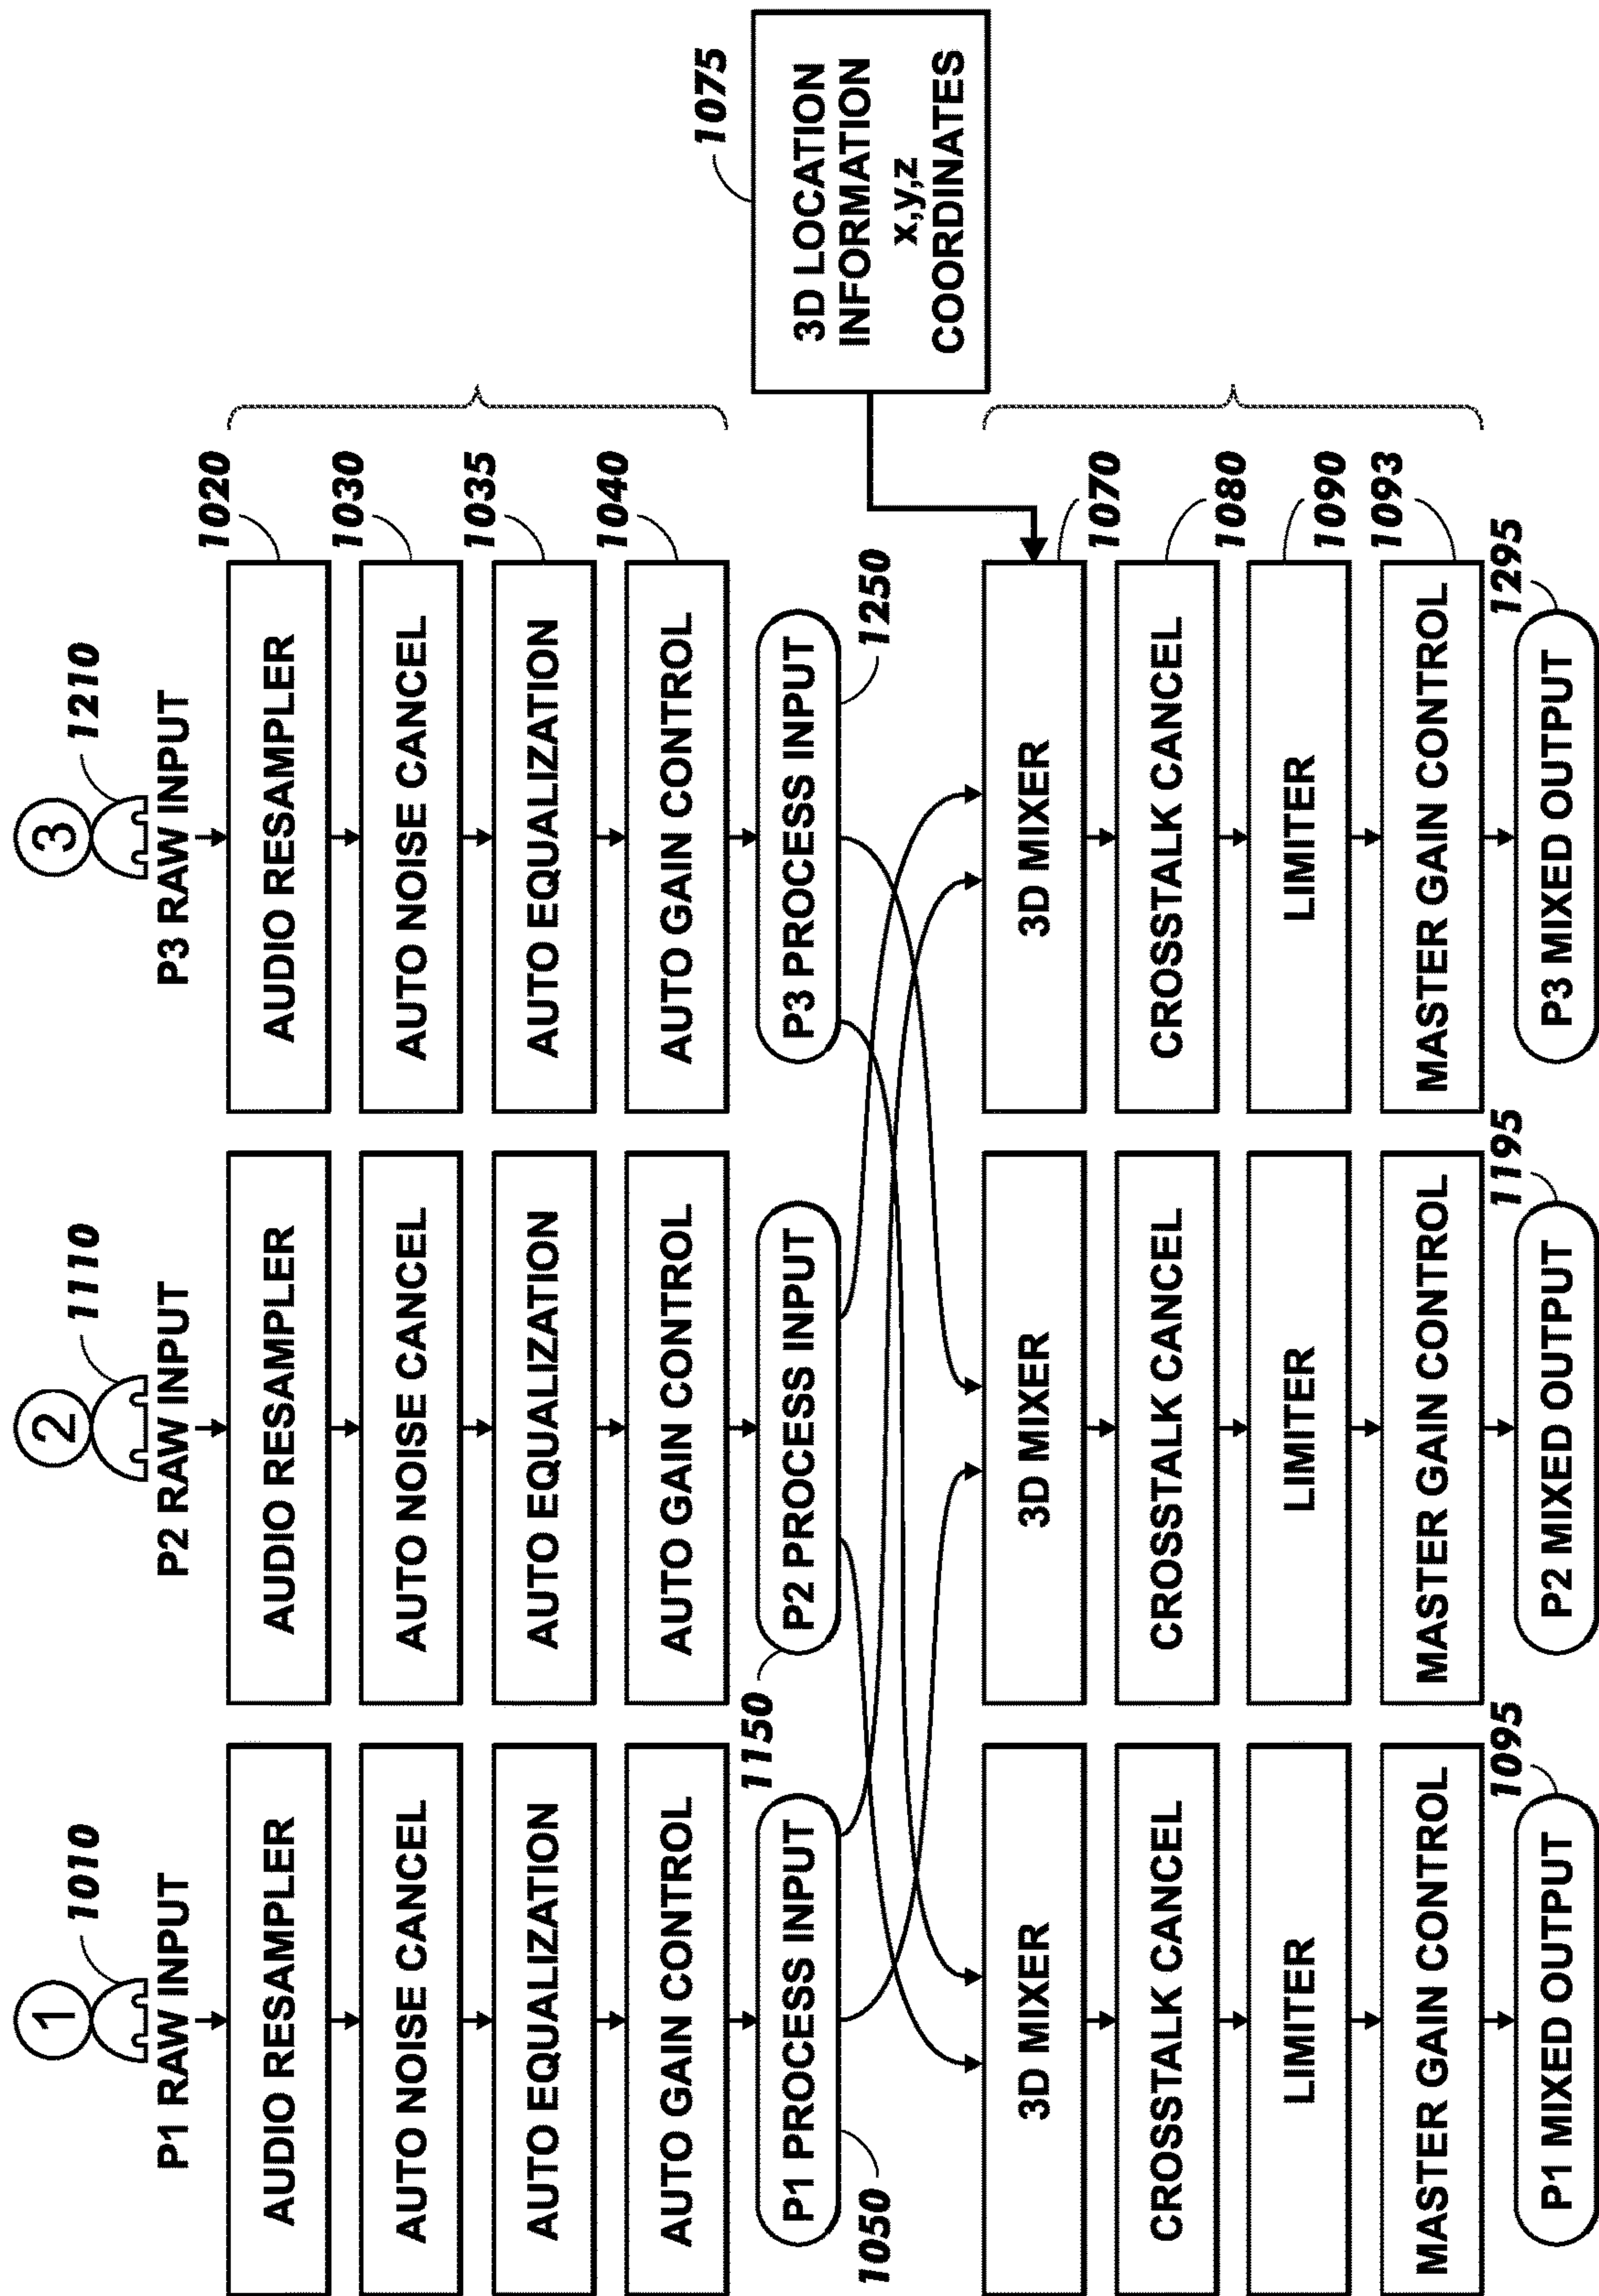 1
1010
P1 RAW INPUT
AUDIO RESAMPLER
AUTO NOISE CANCEL
AUTO EQUALIZATION
AUTO GAIN CONTROL
P1 PROCESS INPUT
1050
3D MIXER
CROSSTALK CANCEL
LIMITER
MASTER GAIN CONTROL
1095
P1 MIXED OUTPUT
2
1110
P2 RAW INPUT
AUDIO RESAMPLER
AUTO NOISE CANCEL
AUTO EQUALIZATION
AUTO GAIN CONTROL
1150
P2 PROCESS INPUT
3D MIXER
CROSSTALK CANCEL
LIMITER
MASTER GAIN CONTROL
1195
P2 MIXED OUTPUT
3
1210
P3 RAW INPUT
1020
AUDIO RESAMPLER
1030
AUTO NOISE CANCEL
1035
AUTO EQUALIZATION
1040
AUTO GAIN CONTROL
P3 PROCESS INPUT
1250
3D MIXER
1070
CROSSTALK CANCEL
1080
LIMITER
1090
MASTER GAIN CONTROL
1093
1295
P3 MIXED OUTPUT
1075
3D LOCATION
INFORMATION
x,y,z
COORDINATES